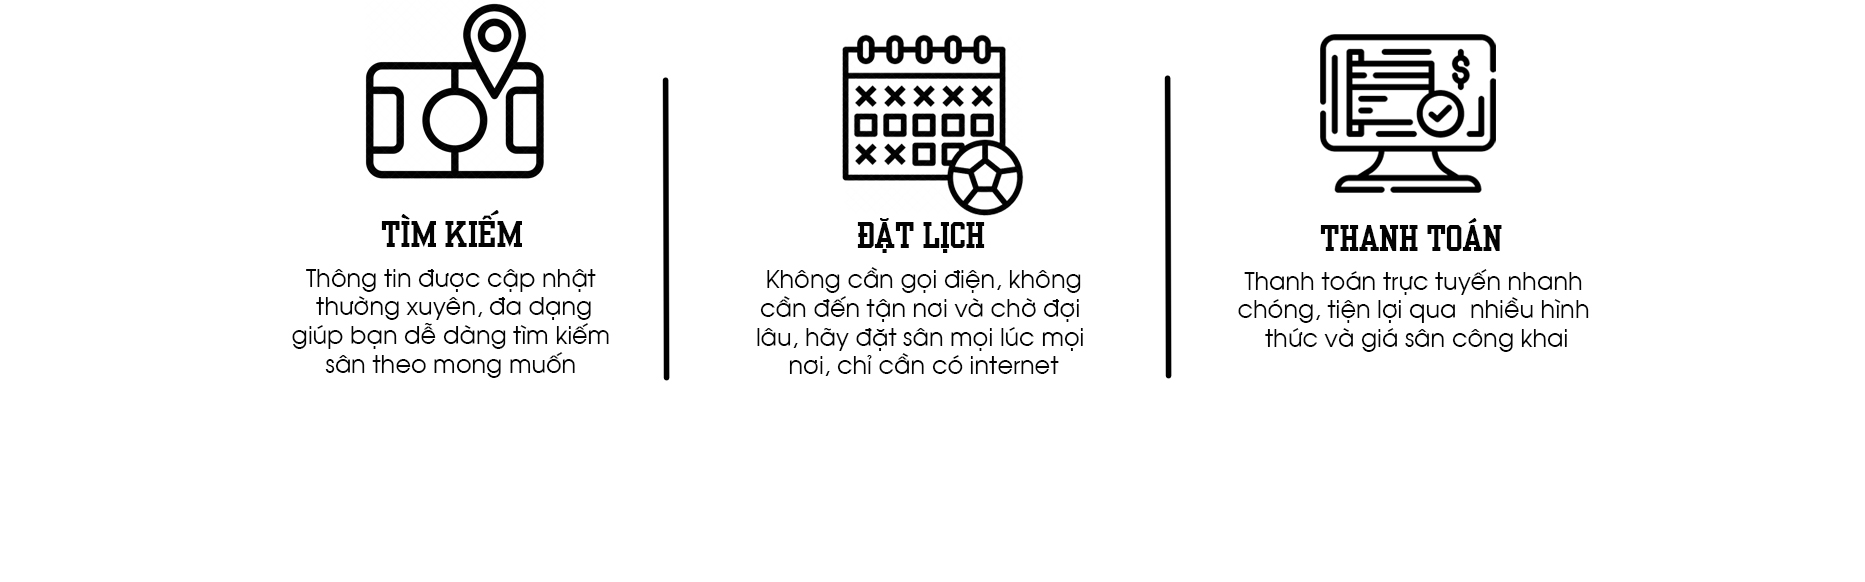 TÌM KIẾM
Thông tin được cập nhật
thường xuyên, đa dạng
giúp bạn dễ dàng tìm kiếm
sân theo mong muốn
ĐẶT LỊCH
Không cần gọi điện, không
cần đến tận nơi và chờ đợi
lâu, hãy đặt sân mọi lúc mọi
nơi, chỉ cần có internet
$
THANH TOÁN
Thanh toán trực tuyến nhanh
chóng, tiện lợi qua  nhiều hình
thức và giá sân công khai